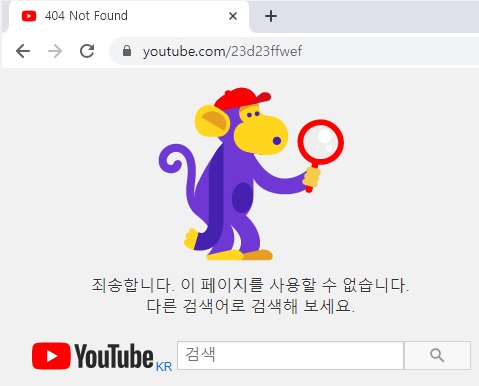 404 Not Found
youtube.com/23d23ffwef
죄송합니다. 이 페이지를 사용할 수 없습니다.
다른 검색어로 검색해 보세요.
YouTube KR 검색